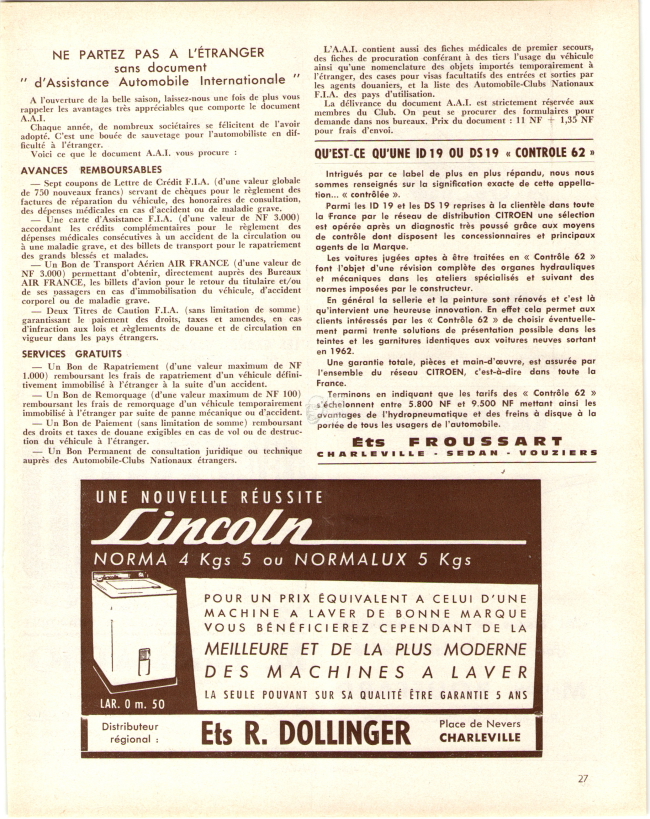 NE PARTEZ PAS A L'ÉTRANGER
sans document
" d'Assistance Automobile Internationale "
A l'ouverture de la belle saison, laissez-nous une fois de plus vous
rappeler les avantages très appréciables que comporte le document
A.A.I.
Chaque année, de nombreux sociétaires se félicitent de l'avoir
adopté. C'est une bouée de sauvetage pour l'automobiliste en dif-
ficulté à l'étranger.
Voici ce que le document A.A.I. vous procure :
AVANCES REMBOURSABLES
— Sept coupons de Lettre de Crédit F.I.A. (d'une valeur globale
de 750 nouveaux francs) servant de chèques pour le règlement des
factures de réparation du véhicule, des honoraires de consultation,
des dépenses médicales en cas d'accident ou de maladie grave.
— Une carte d'Assistance F.I.A. (d'une valeur de NF 3.000)
accordant les crédits complémentaires pour le règlement des
dépenses médicales consécutives à un accident de la circulation ou
à une maladie grave, et des billets de transport pour le rapatriement
des grands blessés et malades.
— Un Bon de Transport Aérien AIR FRANCE (d'une valeur de
NF 3.000) permettant d'obtenir, directement auprès des Bureaux
AIR FRANCE, les billets d'avion pour le retour du titulaire et/ou
de ses passagers en cas d'immobilisation du véhicule, d'accident
corporel ou de maladie grave.
— Deux Titres de Caution F.I.A. (sans limitation de somme)
garantissant le paiement des droits, taxes et amendes, en cas
d'infraction aux lois et règlements de douane et de circulation en
vigueur dans les pays étrangers.
SERVICES GRATUITS
— Un Bon de Rapatriement (d'une valeur maximum de NF
1.000) remboursant les frais de rapatriement d'un véhicule défini-
tivement immobilisé à l'étranger à la suite d'un accident.
— Un Bon de Remorquage (d'une valeur maximum de NF 100)
remboursant les frais de remorquage d'un véhicule temporairement
immobilisé à l'étranger par suite de panne mécanique ou d'accident.
— Un Bon de Paiement (sans limitation de somme) remboursant
des droits et taxes de douane exigibles en cas de vol ou de destruc-
tion du véhicule à l'étranger.
— Un Bon Permanent de consultation juridique ou technique
auprès des Automobile-Clubs Nationaux étrangers.
L'A.A.I. contient aussi des fiches médicales de premier secours,
des fiches de procuration conférant à des tiers l'usage du véhicule
ainsi qu'une nomenclature des objets importés temporairement à
l'étranger, des cases pour visas facultatifs des entrées et sorties par
les agents douaniers, et la liste des Automobile-Clubs Nationaux
F.I.A. des pays d'utilisation.
La délivrance du document A.A.I. est strictement réservée aux
membres du Club. On peut se procurer des formulaires pour
demande dans nos bureaux. Prix du document : 11 NF + 1,35 NF
pour frais d'envoi.
QU'EST-CE QU'UNE ID 19 OU DS 19 « CONTROLE 62 »
Intrigués par ce label de plus en plus répandu, nous nous
sommes renseignés sur la signification exacte de cette appella-
tion... « contrôlée ».
Parmi les ID 19 et les DS 19 reprises à la clientèle dans toute
la France par le réseau de distribution CITROEN une sélection
est opérée après un diagnostic très poussé grâce aux moyens
de contrôle dont disposent les concessionnaires et principaux
agents de la Marque.
Les voitures jugées aptes à être traitées en « Contrôle 62 »
font l'objet d'une révision complète des organes hydrauliques
et mécaniques dans les ateliers spécialisés et suivant des
normes imposées par le constructeur.
En général la sellerie et la peinture sont rénovés et c'est là
qu'intervient une heureuse innovation. En effet cela permet aux
clients intéressés par les « Contrôle 62 » de choisir éventuelle-
ment parmi trente solutions de présentation possible dans les
teintes et les garnitures identiques aux voitures neuves sortant
en 1962.
Une garantie totale, pièces et main-d'œuvre, est assurée par
l'ensemble du réseau CITROEN, c'est-à-dire dans toute la
France.
Terminons en indiquant que les tarifs des « Contrôle 62 »
s'échelonnent entre 5.800 NF et 9.500 NF mettant ainsi les
avantages de l'hydropneumatique et des freins à disque à la
portée de tous les usagers de l'automobile.
Éts FROUSSART
CHARLEVILLE - SEDAN - VOUZIERS
UNE NOUVELLE RÉUSSITE
Lincoln
NORMA 4 Kgs 5 ou NORMALUX 5 Kgs
POUR UN PRIX ÉQUIVALENT A CELUI D'UNE
MACHINE A LAVER DE BONNE MARQUE
VOUS BÉNÉFICIEREZ CEPENDANT DE LA
MEILLEURE ET DE LA PLUS MODERNE
DES MACHINES A LAVER
LA SEULE POUVANT SUR SA QUALITÉ ÊTRE GARANTIE 5 ANS
LAR. 0 m. 50
Distributeur
régional :
Ets R. DOLLINGER
Place de Nevers
CHARLEVILLE
27